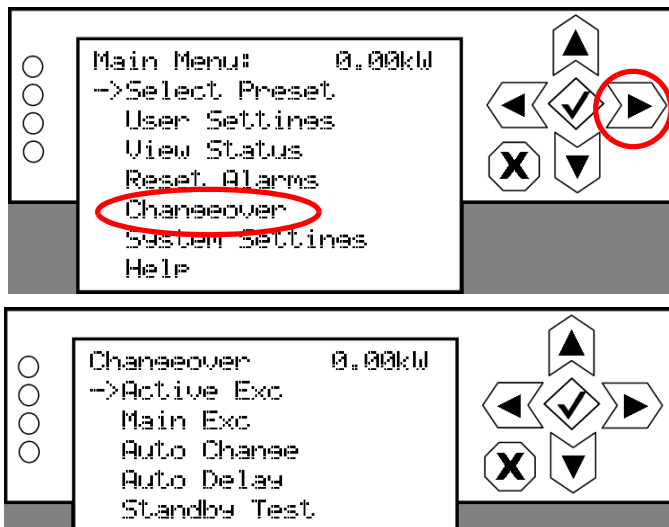 Main Menu: 0.00kW
->Select Preset
User Settings
View Status
Reset Alarms
Changeover
System Settings
Help
Changeover 0.00kW
->Active Exc
Main Exc
Auto Change
Auto Delay
Standby Test
X
X